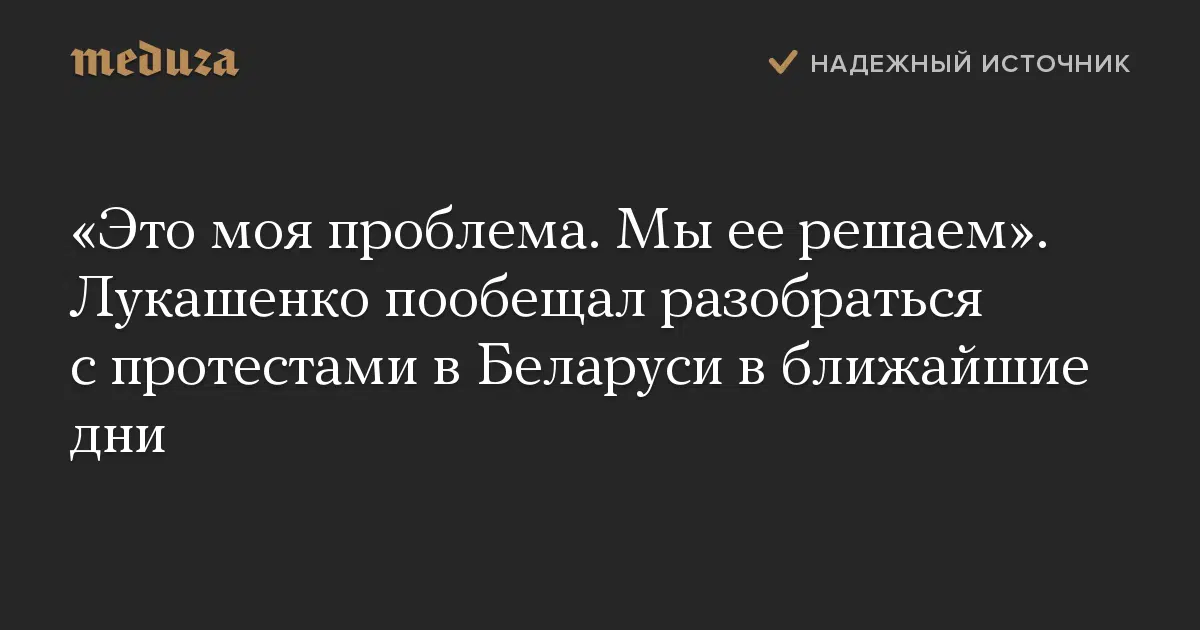 meduza
НАДЕЖНЫЙ ИСТОЧНИК
«Это моя проблема. Мы ее решаем».
Лукашенко пообещал разобраться
с протестами в Беларуси в ближайшие
дни